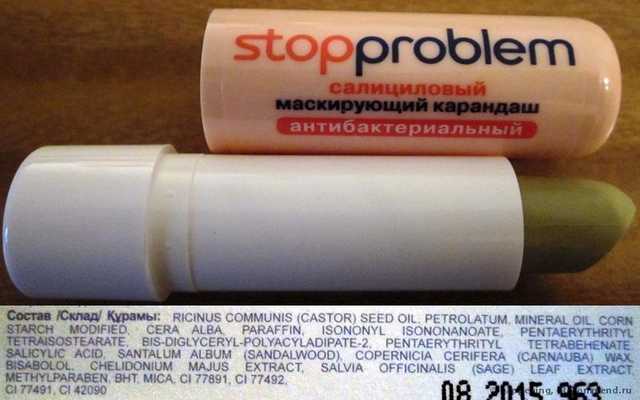 stopproblem
салициловый
маскирующий карандаш
антибактериальный
Состав /Склад/ Құрамы: RICINUS COMMUNIS (CASTOR) SEED OIL, PETROLATUM, MINERAL OIL, CORN
STARCH MODIFIED, CERA ALBA, PARAFFIN, ISONONYL ISONONANOATE, PENTAERYTHRITYL
TETRAISOSTEARATE, BIS-DIGLYCERYL-POLYACYLADIPATE-2, PENTAERYTHRITYL TETRABEHENATE,
SALICYLIC ACID, SANTALUM ALBUM (SANDALWOOD), COPERNICIA CERIFERA (CARNAUBA) WAX,
BISABOLOL, CHELIDONIUM MAJUS EXTRACT, SALVIA OFFICINALIS (SAGE) LEAF EXTRACT,
METHYLPARABEN, BHT, MICA, CI 77891, CI 77492,
CI 77491, CI 42090
08 2015 963